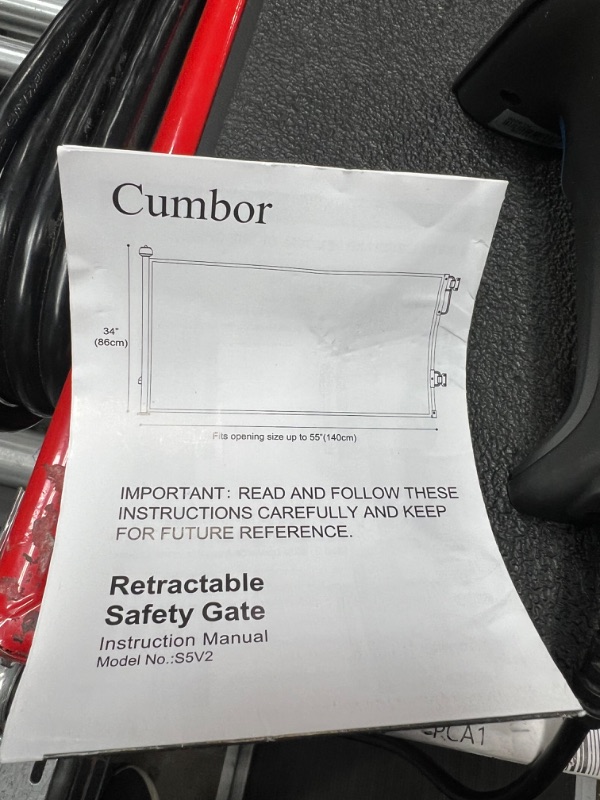 Cumbor
34"
(86cm)
Fits opening size up to 55"(140cm)
IMPORTANT: READ AND FOLLOW THESE
INSTRUCTIONS CAREFULLY AND KEEP
FOR FUTURE REFERENCE.
Retractable
Safety Gate
Instruction Manual
Model No.:S5V2
PCA1